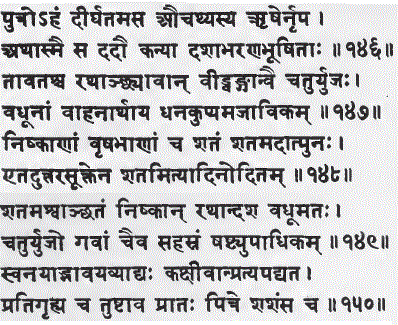 पुत्रोऽहं दीर्घतमस औचथ्यस्य ऋषेर्नृप ।
अथास्मै स ददौ कन्या दशाभरणभूषिताः ॥१४६॥
तावतश्च रथाञ्छ्यावान् वीड्वङ्गान्वै चतुर्युजः ।
वधूनां वाहनार्थाय धनकुप्यमजाविकम् ॥१४७॥
निष्काणां वृषभाणां च शतं शतमदात्पुनः ।
एतदुत्तरसूक्तेन शतमित्यादिनोदितम् ॥१४८॥
शतमश्वाञ्छतं निष्कान् रथान्दश वधूमतः ।
चतुर्युजो गवां चैव सहस्रं षष्ट्युपाधिकम् ॥१४९॥
स्वनयाद्भावयव्याद्यः कक्षीवान्प्रत्यपद्यत ।
प्रतिगृह्य च तुष्टाव प्रातः पित्रे शशंस च ॥१५०॥